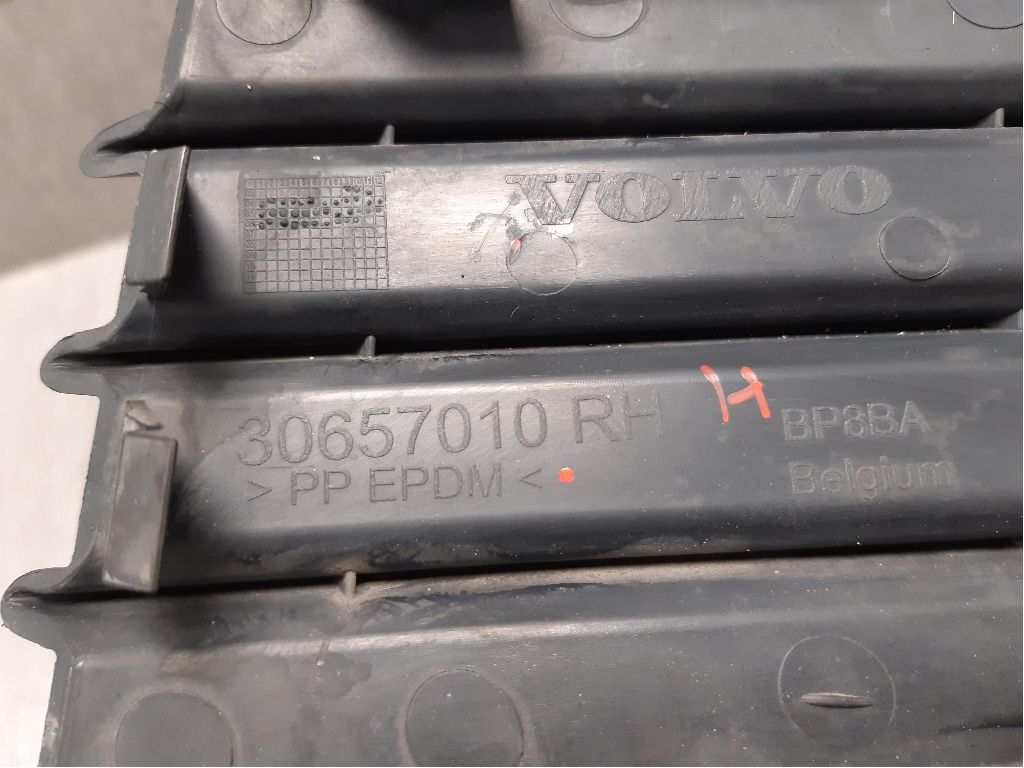 VOLVO
30657010 RH
> PP EPDM <
H
BP8BA
Belgium